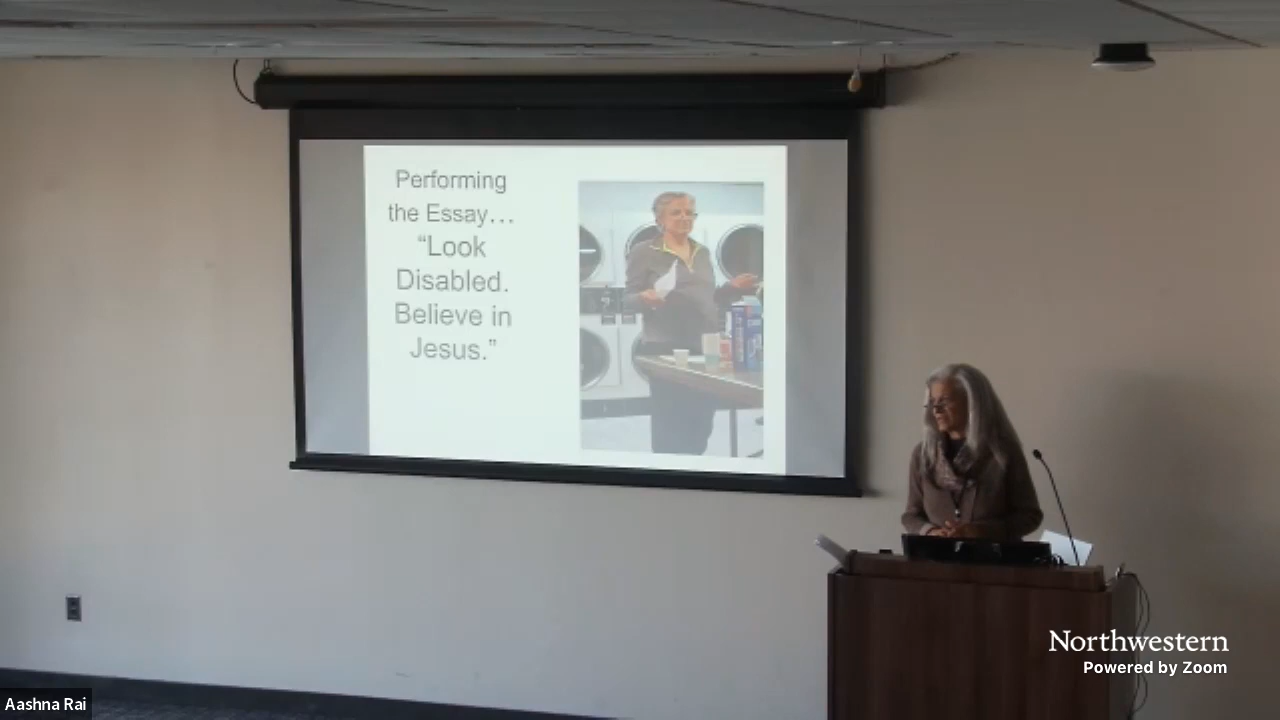 Performing
the Essay…
“Look
Disabled.
Believe in
Jesus.”
Northwestern
Powered by Zoom
Aashna Rai